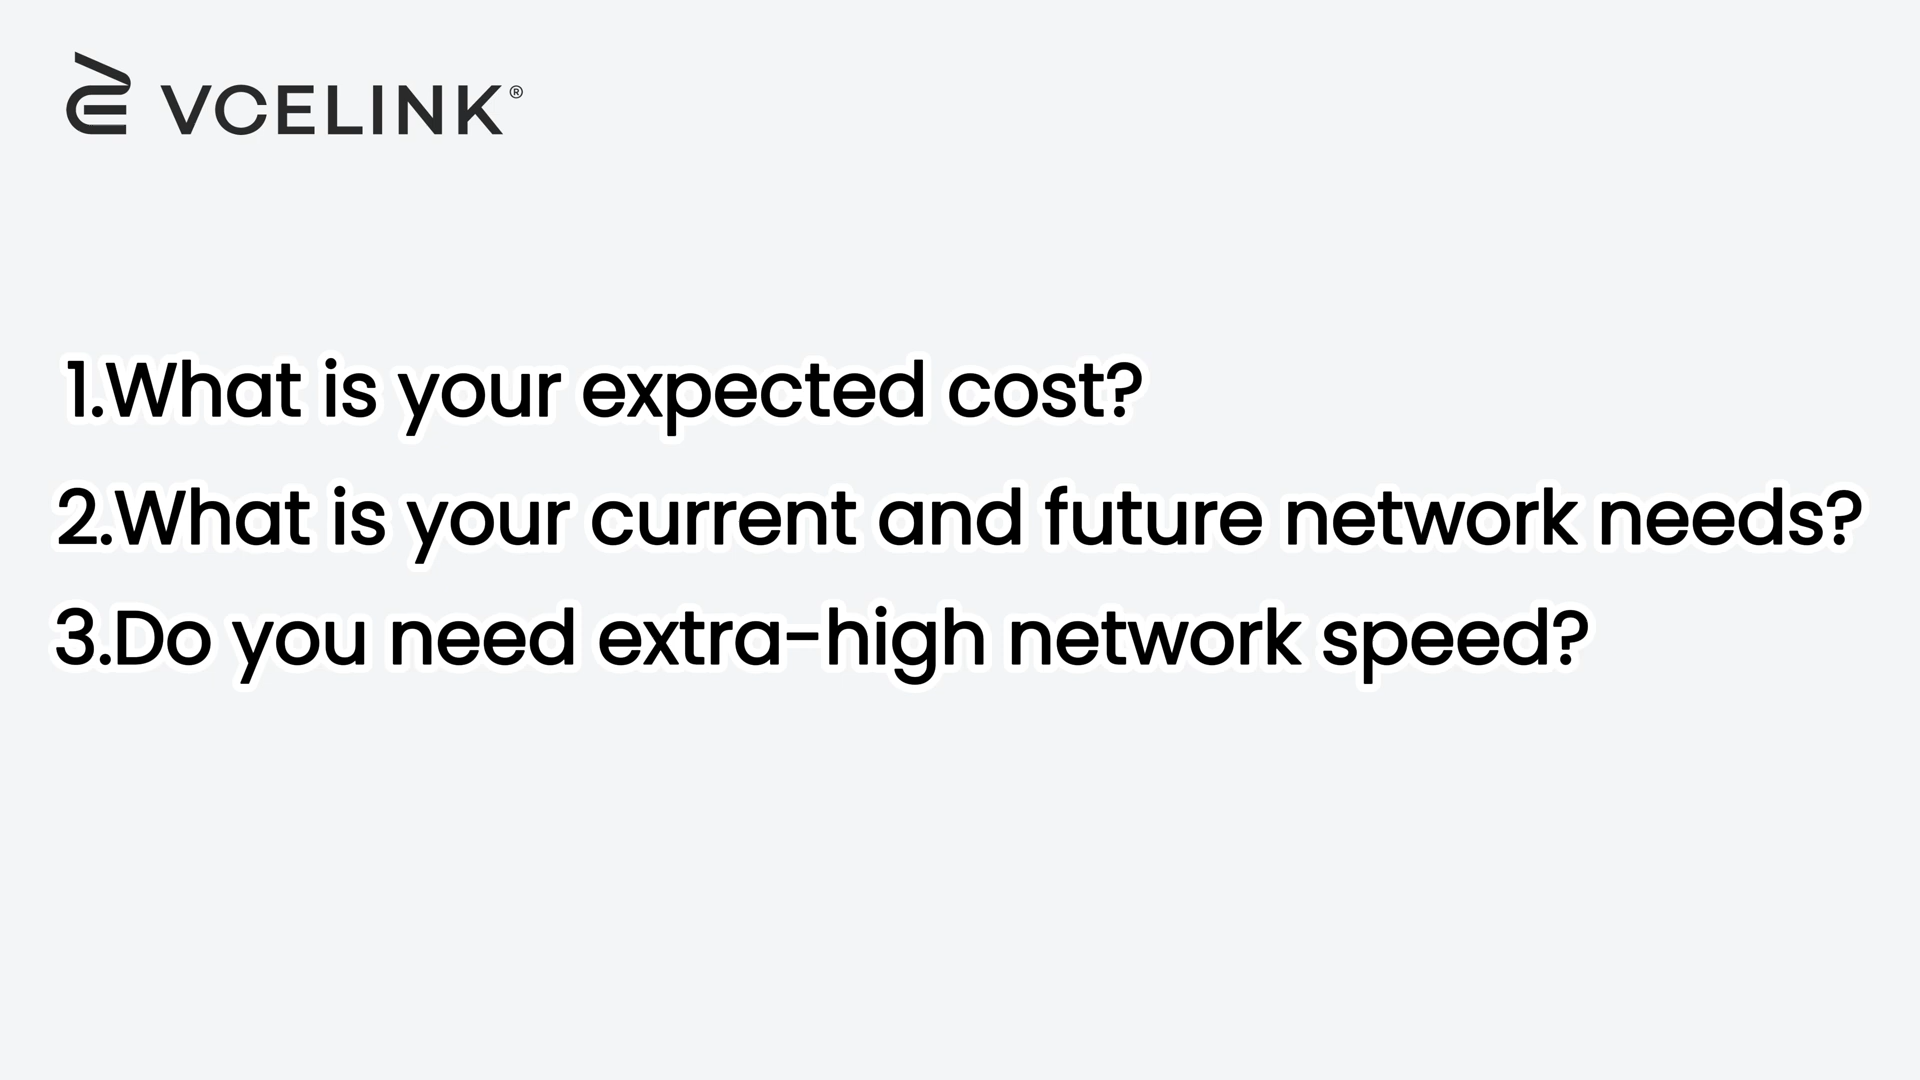 VCELINK®
1.What is your expected cost?
2.What is your current and future network needs?
3.Do you need extra-high network speed?